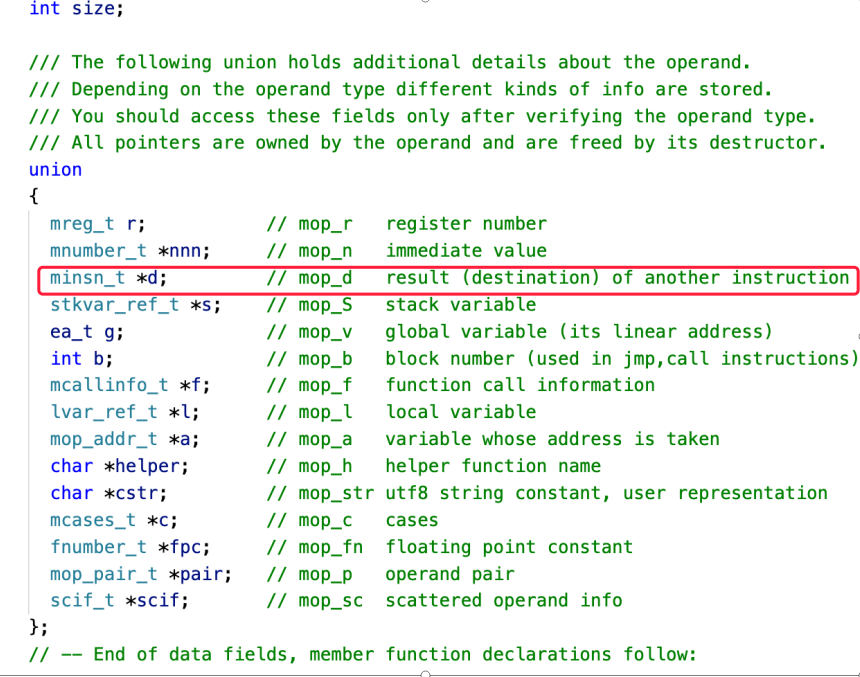 int size;
/// The following union holds additional details about the operand.
/// Depending on the operand type different kinds of info are stored.
/// You should access these fields only after verifying the operand type.
/// All pointers are owned by the operand and are freed by its destructor.
union
{
mreg_t r; // mop_r register number
mnumber_t *nnn; // mop_n immediate value
minsn_t *d; // mop_d result (destination) of another instruction
stkvar_ref_t *s; // mop_S stack variable
ea_t g; // mop_v global variable (its linear address)
int b; // mop_b block number (used in jmp,call instructions)
mcallinfo_t *f; // mop_f function call information
lvar_ref_t *l; // mop_l local variable
mop_addr_t *a; // mop_a variable whose address is taken
char *helper; // mop_h helper function name
char *cstr; // mop_str utf8 string constant, user representation
mcases_t *c; // mop_c cases
fnumber_t *fpc; // mop_fn floating point constant
mop_pair_t *pair; // mop_p operand pair
scif_t *scif; // mop_sc scattered operand info
};
// -- End of data fields, member function declarations follow: